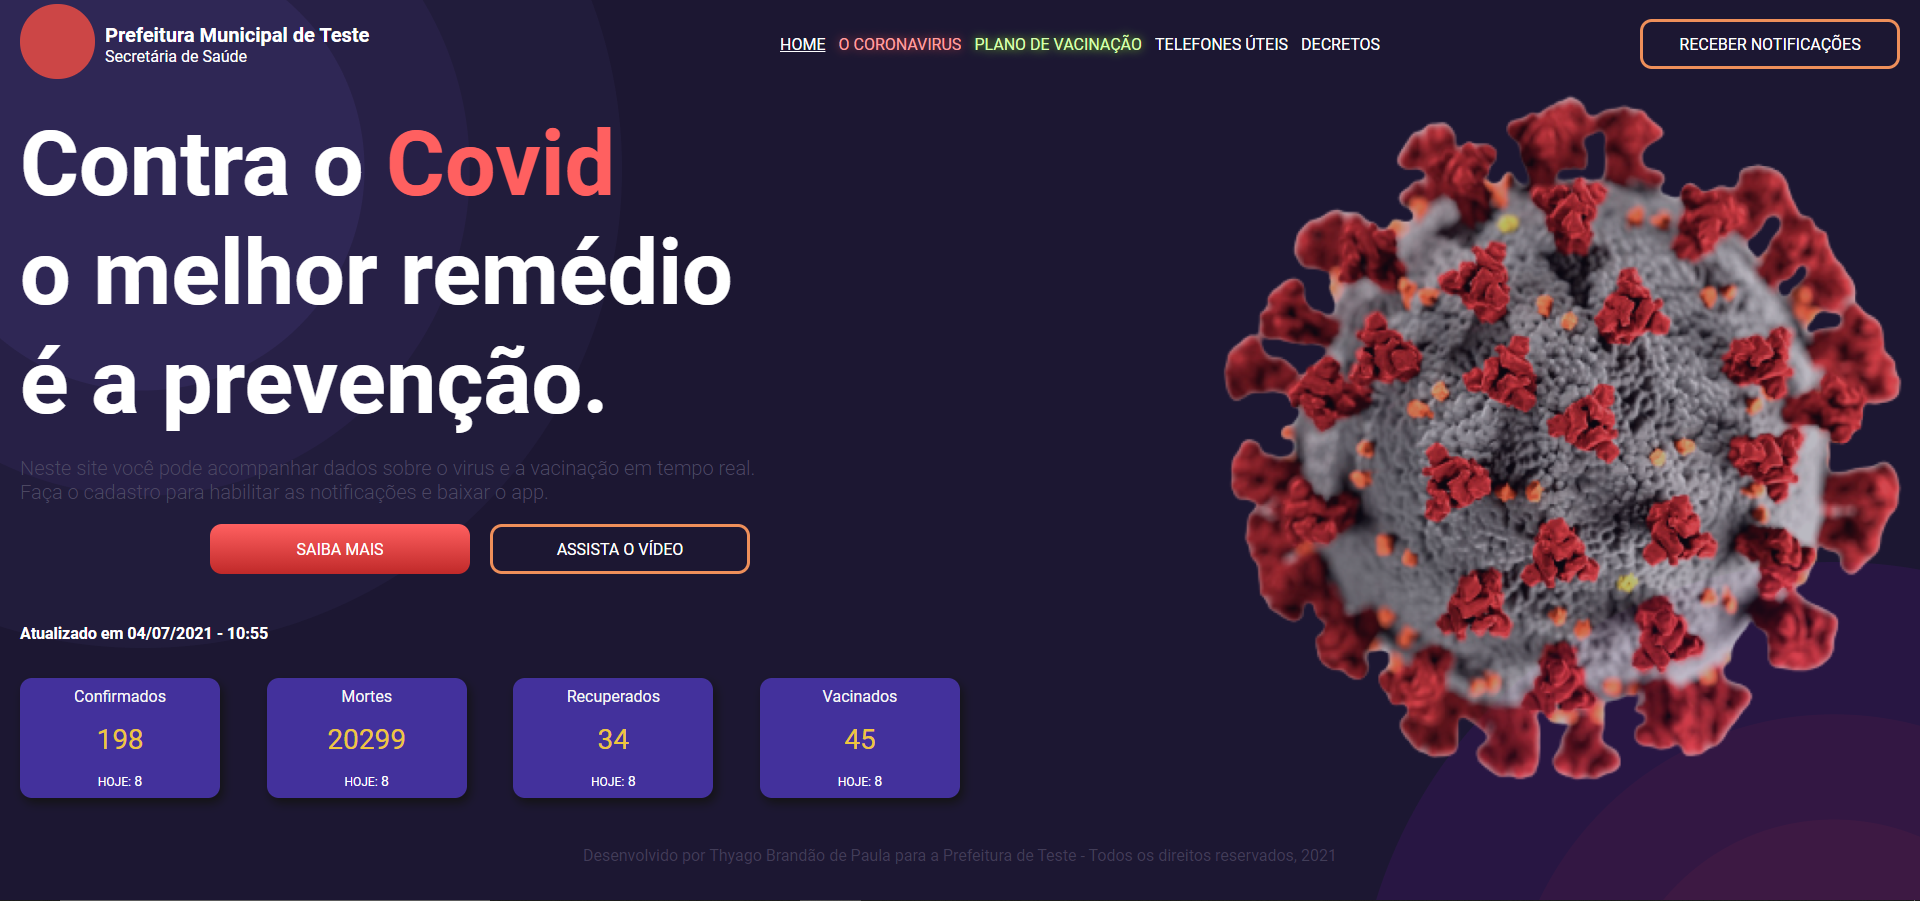 Prefeitura Municipal de Teste
Secretária de Saúde
HOME O CORONAVIRUS PLANO DE VACINAÇÃO TELEFONES ÚTEIS DECRETOS
RECEBER NOTIFICAÇÕES
Contra o Covid
o melhor remédio
é a prevenção.
Neste site você pode acompanhar dados sobre o virus e a vacinação em tempo real.
Faça o cadastro para habilitar as notificações e baixar o app.
SAIBA MAIS
ASSISTA O VÍDEO
Atualizado em 04/07/2021 - 10:55
Confirmados
198
HOJE: 8
Mortes
20299
HOJE: 8
Recuperados
34
HOJE: 8
Vacinados
45
HOJE: 8
Desenvolvido por Thyago Brandão de Paula para a Prefeitura de Teste - Todos os direitos reservados, 2021